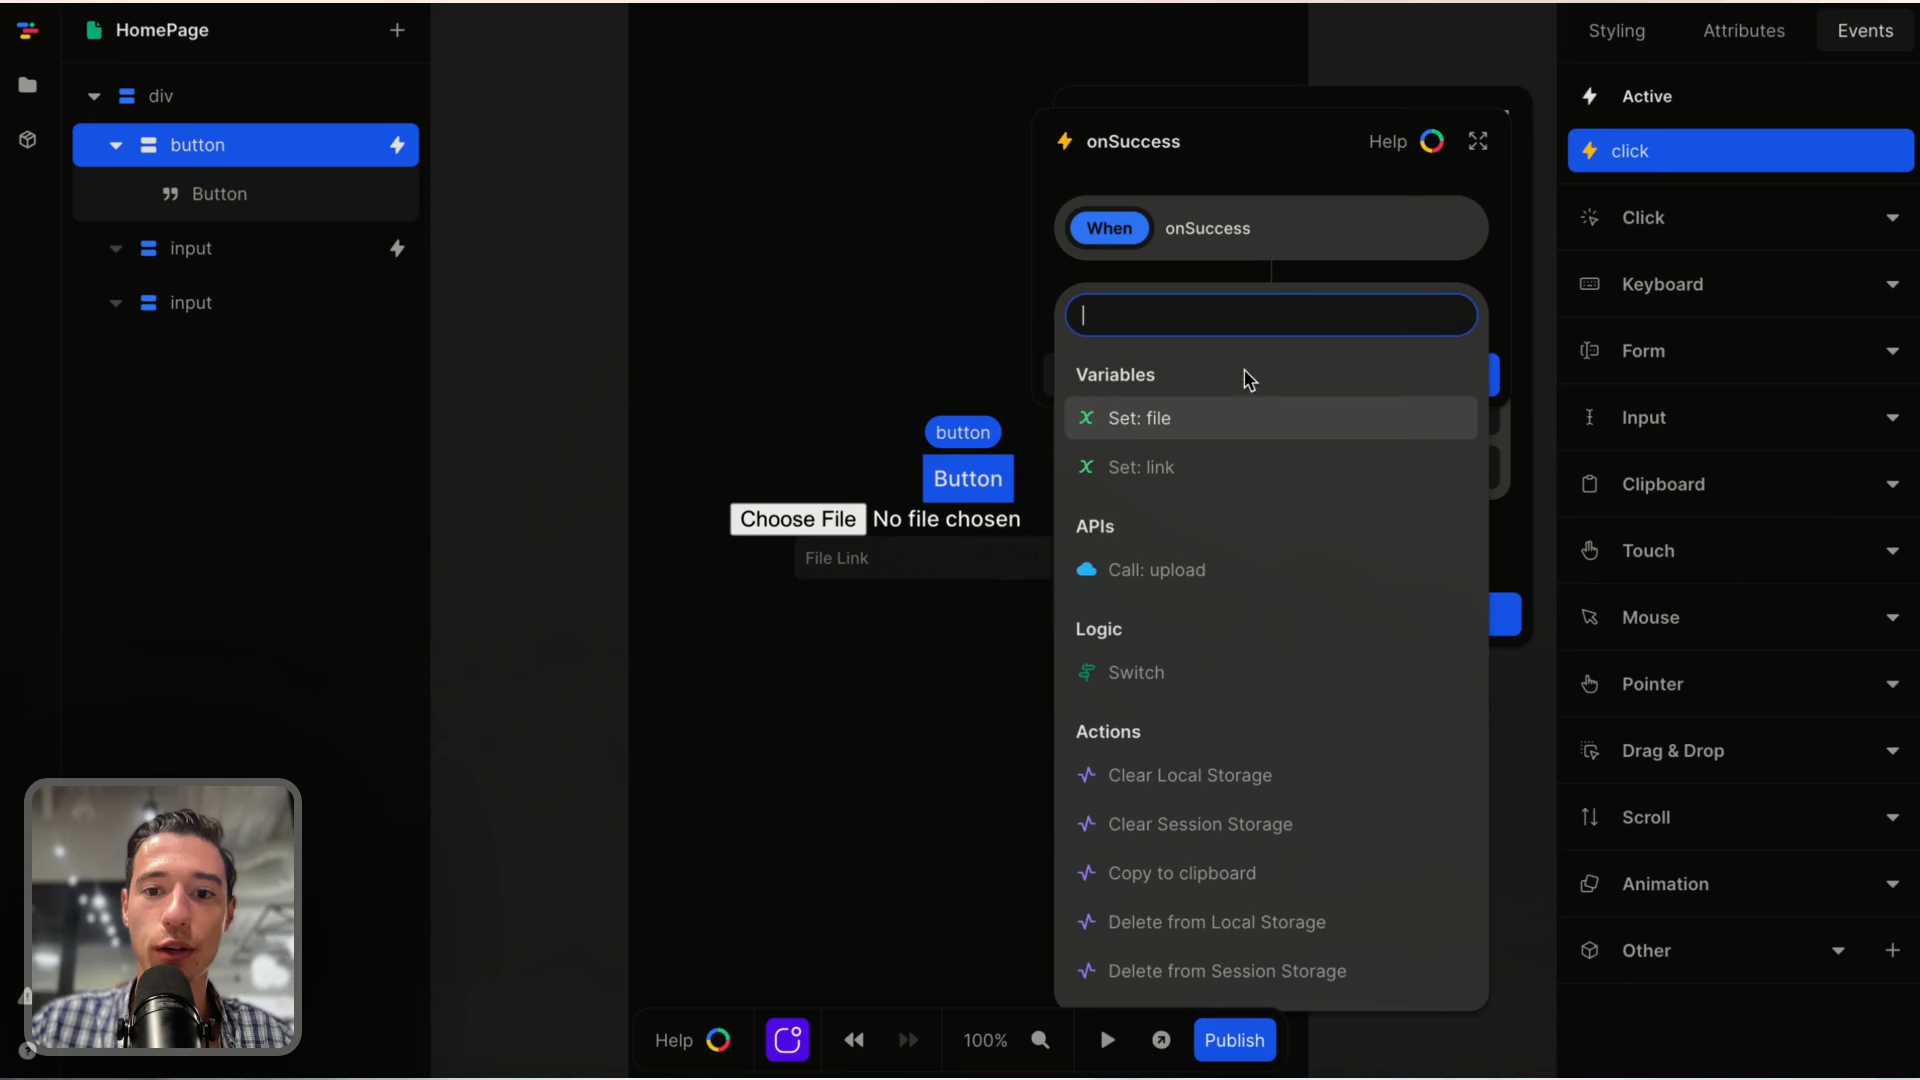 HomePage
div
button
Button
input
input
button
Button
Choose File No file chosen
File Link
onSuccess
Help
When onSuccess
Variables
Set: file
Set: link
APIs
Call: upload
Logic
Switch
Actions
Clear Local Storage
Clear Session Storage
Copy to clipboard
Delete from Local Storage
Delete from Session Storage
Help
100%
Publish
Styling
Attributes
Events
Active
click
Click
Keyboard
Form
Input
Clipboard
Touch
Mouse
Pointer
Drag & Drop
Scroll
Animation
Other